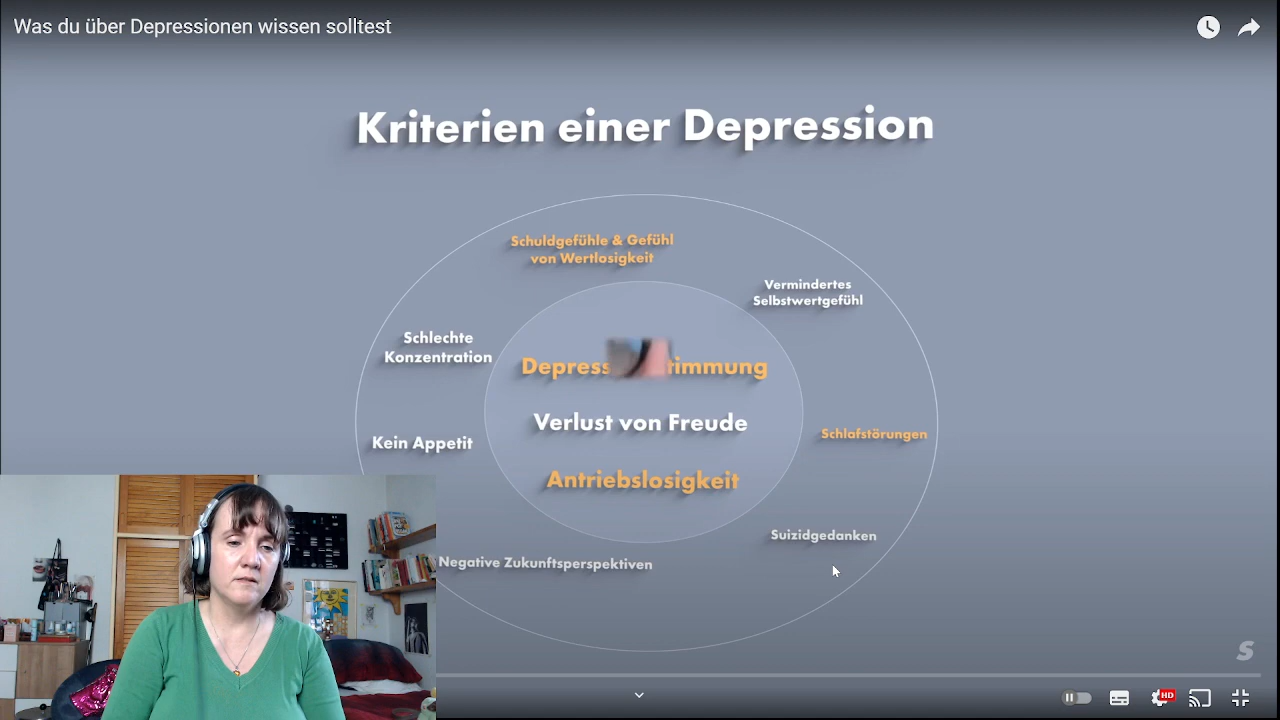 Was du über Depressionen wissen solltest
Kriterien einer Depression
Schuldgefühle & Gefühl
von Wertlosigkeit
Vermindertes
Selbstwertgefühl
Schlechte
Konzentration
Verlust von Freude
Schlafstörungen
Kein Appetit
Antriebslosigkeit
Suizidgedanken
Negative Zukunftsperspektiven
S
HD